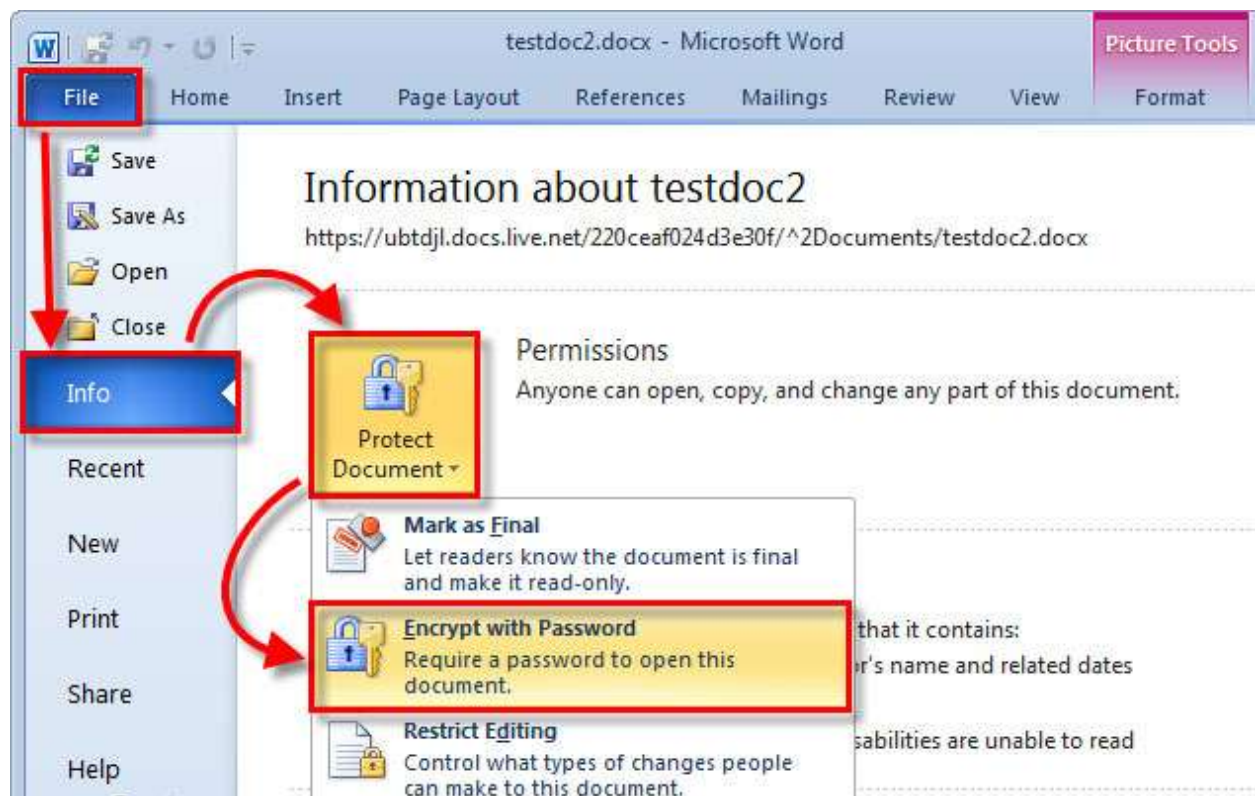 testdoc2.docx - Microsoft Word
Picture Tools
File Home Insert Page Layout References Mailings Review View Format
Save
Save As
Open
Close
Info
Recent
New
Print
Share
Help
Information about testdoc2
https://ubtdjl.docs.live.net/220ceaf024d3e30f/^2Documents/testdoc2.docx
Protect
Document
Permissions
Anyone can open, copy, and change any part of this document.
Mark as Final
Let readers know the document is final
and make it read-only.
Encrypt with Password
Require a password to open this
document.
Restrict Editing
Control what types of changes people
can make to this document.
that it contains:
r's name and related dates
sabilities are unable to read